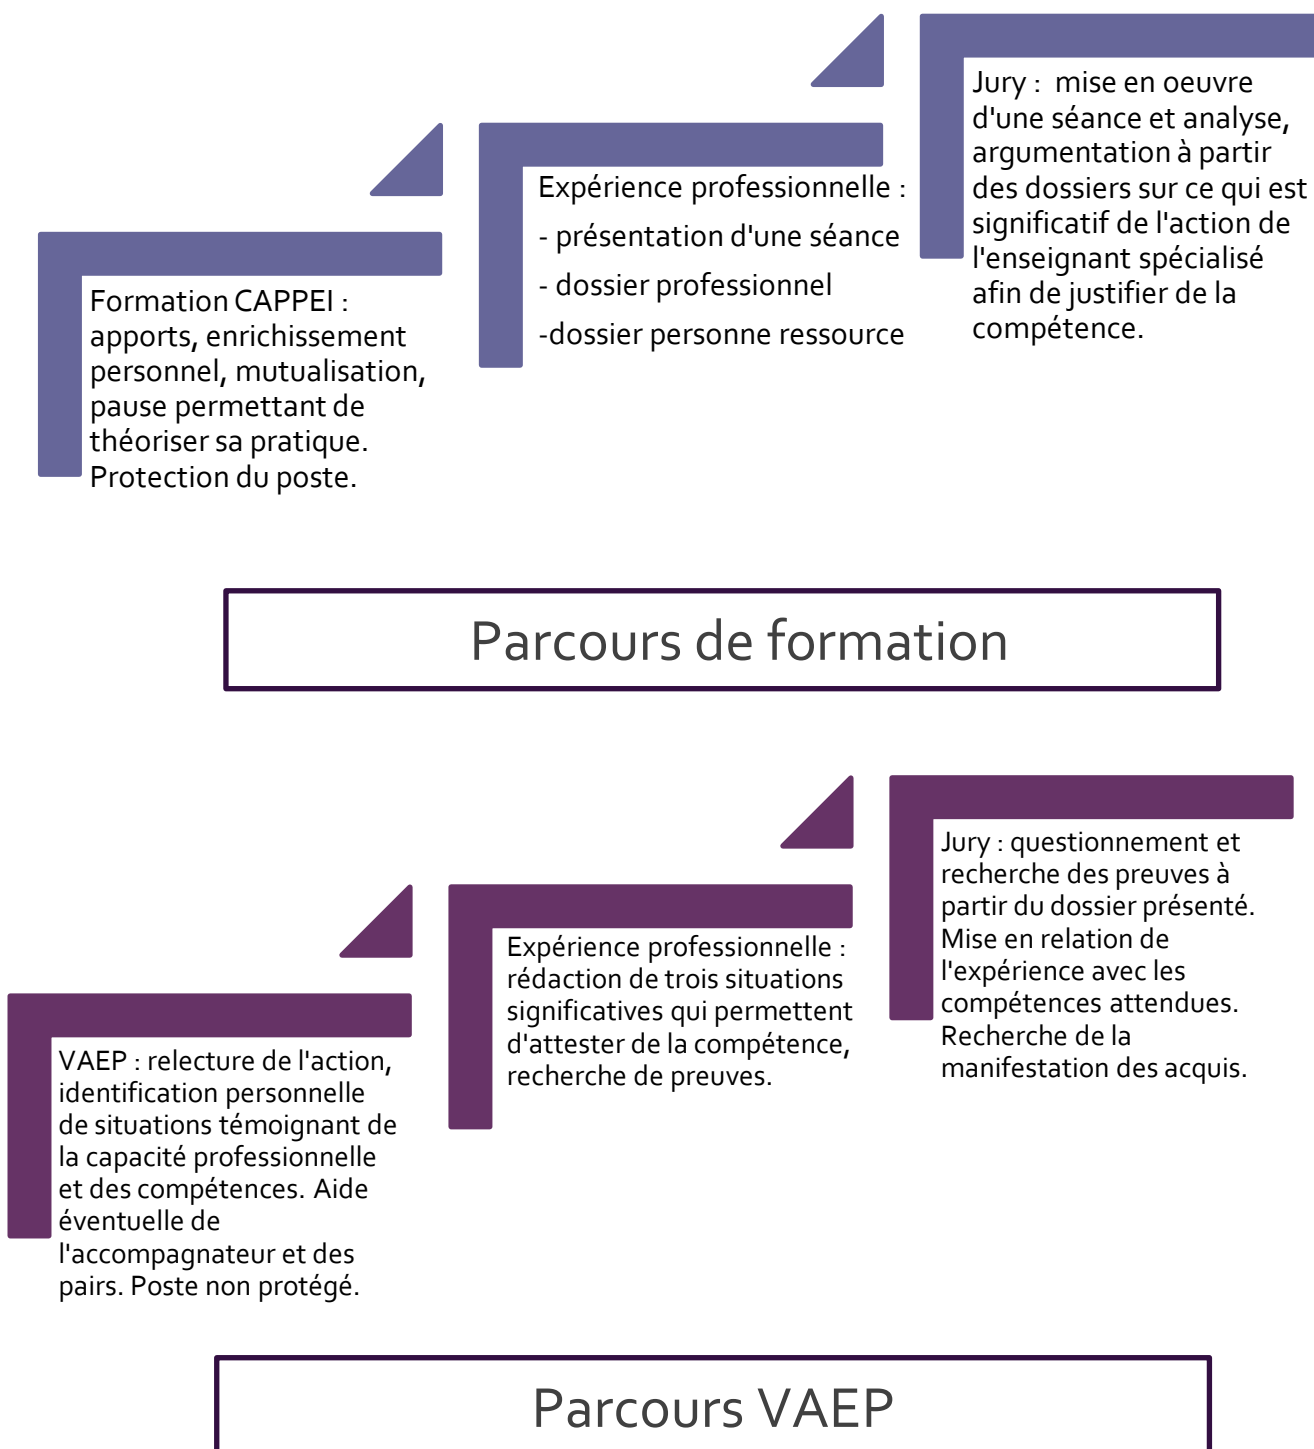 Formation CAPPEI :
apports, enrichissement
personnel, mutualisation,
pause permettant de
théoriser sa pratique.
Protection du poste.
Expérience professionnelle :
- présentation d'une séance
- dossier professionnel
-dossier personne ressource
Jury :  mise en oeuvre
d'une séance et analyse,
argumentation à partir
des dossiers sur ce qui est
significatif de l'action de
l'enseignant spécialisé
afin de justifier de la
compétence.
Parcours de formation
VAEP : relecture de l'action,
identification personnelle
de situations témoignant de
la capacité professionnelle
et des compétences. Aide
éventuelle de
l'accompagnateur et des
pairs. Poste non protégé.
Expérience professionnelle :
rédaction de trois situations
significatives qui permettent
d'attester de la compétence,
recherche de preuves.
Jury : questionnement et
recherche des preuves à
partir du dossier présenté.
Mise en relation de
l'expérience avec les
compétences attendues.
Recherche de la
manifestation des acquis.
Parcours VAEP